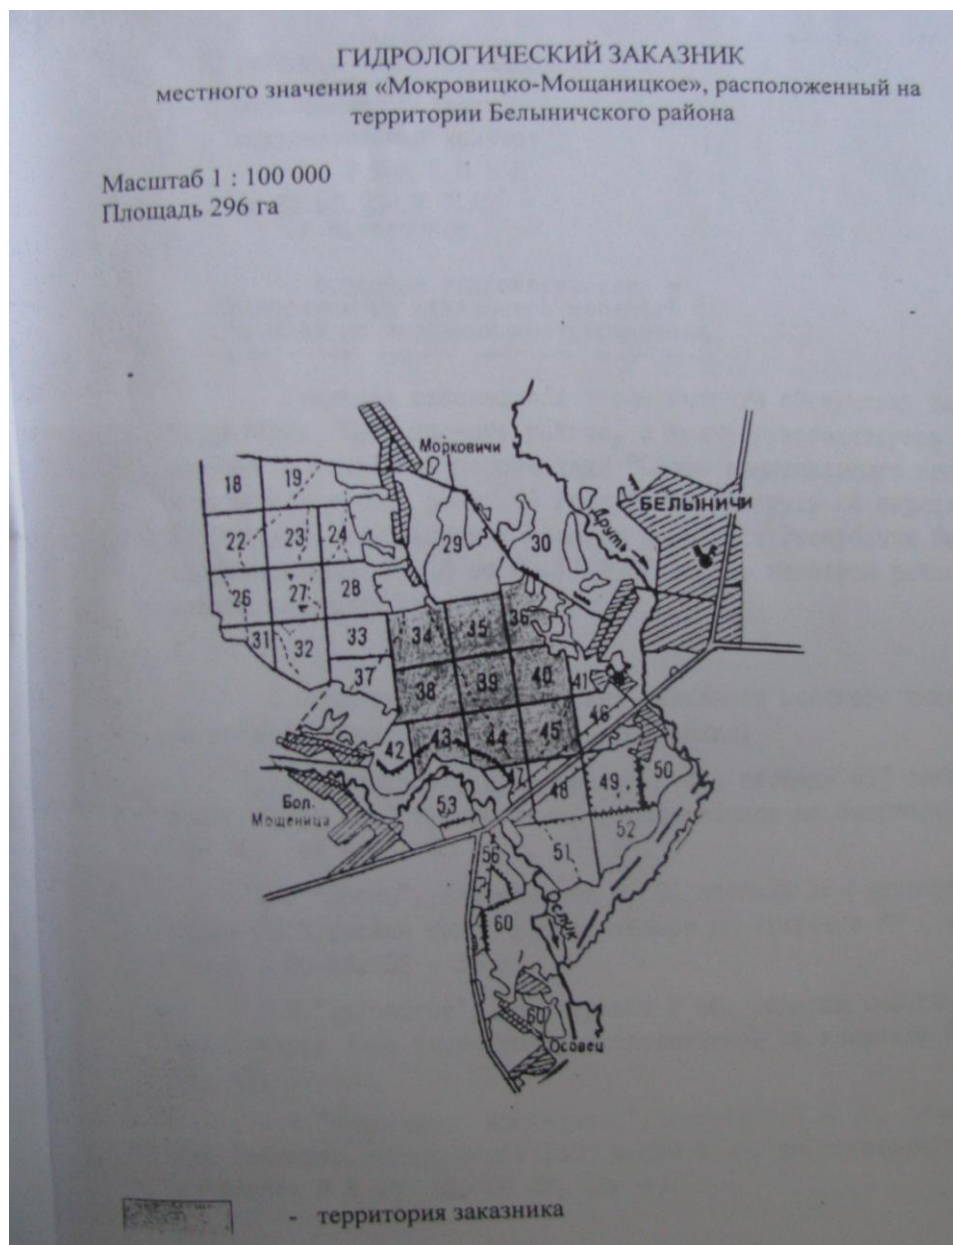 ГИДРОЛОГИЧЕСКИЙ ЗАКАЗНИК
местного значения «Мокровицко-Мощаницкое», расположенный на
территории Белыничского района
Масштаб 1 : 100 000
Площадь 296 га
Морковичи
18 19
БЕЛЫНИЧИ
Друть
22 23 24 29 30
26 27 28
31 32 33 34 35 36
37 38 39 40 41
42 43 44 45 46
47 48 49 50
Бол.
Мощеница
53
51 52
56
60
Ослик
60
Осовец
- территория заказника